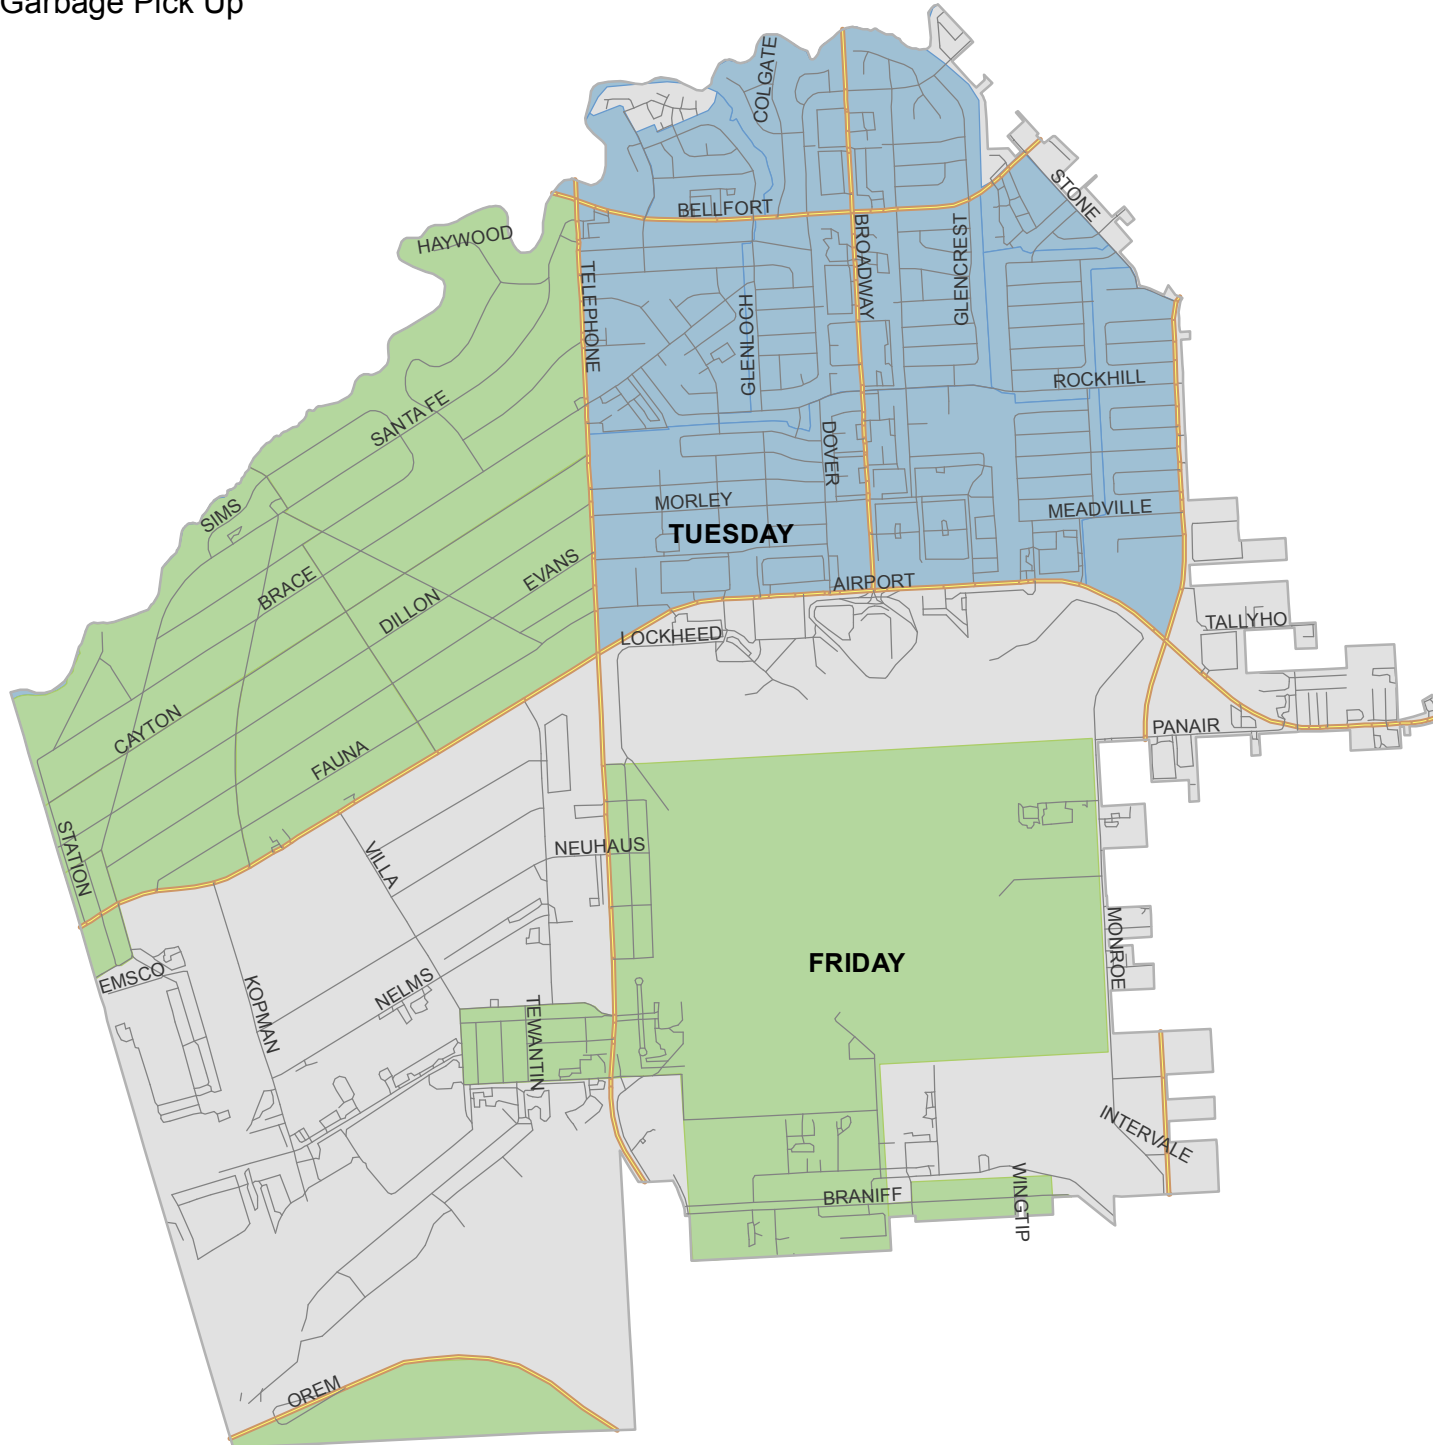 Garbage Pick Up
COLGATE
STONE
BELLFORT
HAYWOOD
BROADWAY
GLENCREST
TELEPHONE
GLENLOCH
ROCKHILL
SANTA FE
DOVER
MORLEY
MEADVILLE
SIMS
TUESDAY
EVANS
BRACE
AIRPORT
DILLON
LOCKHEED
TALLYHO
CAYTON
PANAIR
FAUNA
STATION
VILLA
NEUHAUS
MONROE
FRIDAY
EMSCO
NELMS
KOPMAN
TEWANTIN
INTERVALE
BRANIFF
WINGTIP
OREM